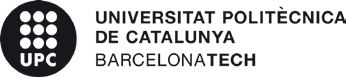 UPC
UNIVERSITAT POLITÈCNICA
DE CATALUNYA
BARCELONATECH